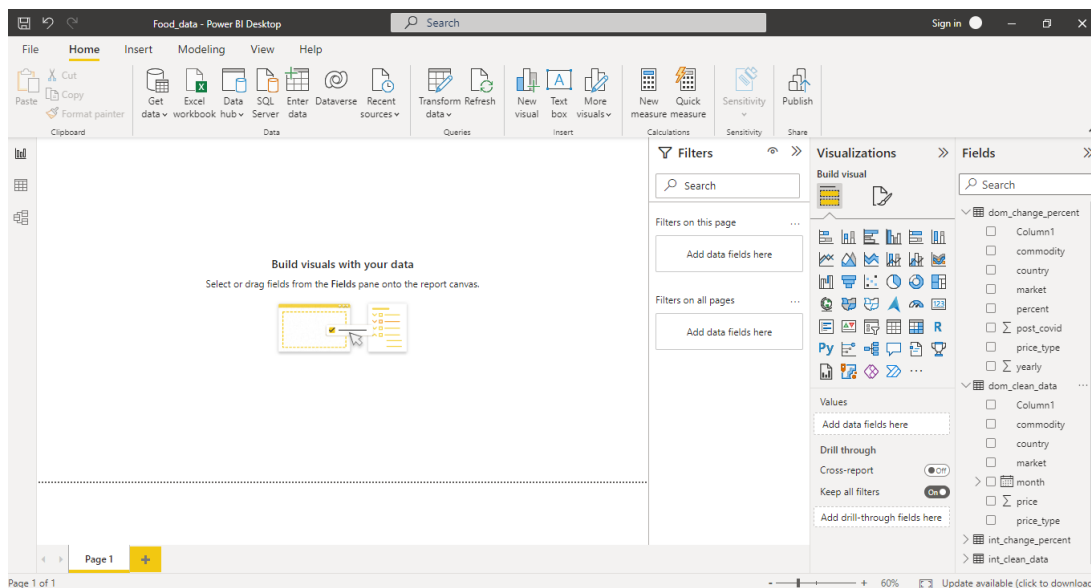 Food_data - Power BI Desktop
Search
Sign in
File Home Insert Modeling View Help
Paste
Cut
Copy
Format painter
Clipboard
Get data
Excel workbook
Data hub
SQL Server
Enter data
Dataverse
Recent sources
Data
Transform data
Refresh
Queries
New visual
Text box
More visuals
Insert
New measure
Quick measure
Calculations
Sensitivity
Sensitivity
Publish
Share
Build visuals with your data
Select or drag fields from the Fields pane onto the report canvas.
Filters
Search
Filters on this page ...
Add data fields here
Filters on all pages ...
Add data fields here
Visualizations
Build visual
123
R
Py
...
Values
Add data fields here
Drill through
Cross-report Off
Keep all filters On
Add drill-through fields here
Fields
Search
dom_change_percent
Column1
commodity
country
market
percent
∑ post_covid
price_type
∑ yearly
dom_clean_data ...
Column1
commodity
country
market
month
∑ price
price_type
int_change_percent
int_clean_data
Page 1 +
Page 1 of 1
- + 60%
Update available (click to download